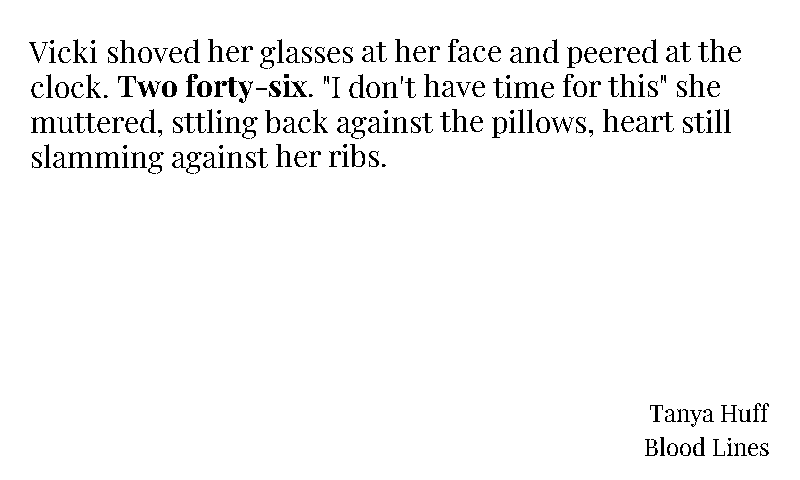 Vicki shoved her glasses at her face and peered at the
clock. Two forty-six. "I don't have time for this" she
muttered, sttling back against the pillows, heart still
slamming against her ribs.
Tanya Huff
Blood Lines